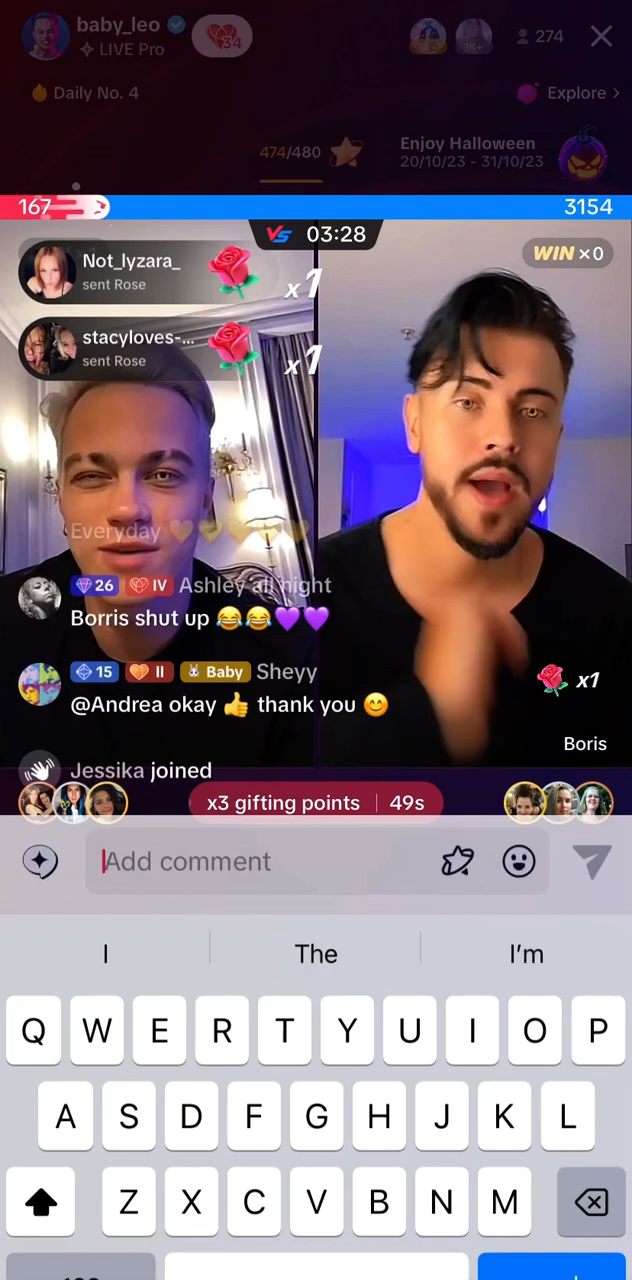 baby_leo
34
274
LIVE Pro
1K+
Daily No. 4
Explore >
474/480
Enjoy Halloween
20/10/23 - 31/10/23
167
3154
VS 03:28
WIN ×0
Not_lyzara_
sent Rose
x1
stacyloves-...
sent Rose
x1
Everyday 💛💛💛💛💛
26 IV Ashley all night
Borris shut up 😂😂💜💜
15 II Baby Sheyy
@Andrea okay 👍 thank you 😊
x1
Boris
Jessika joined
x3 gifting points | 49s
Add comment
I The I'm
Q W E R T Y U I O P
A S D F G H J K L
Z X C V B N M